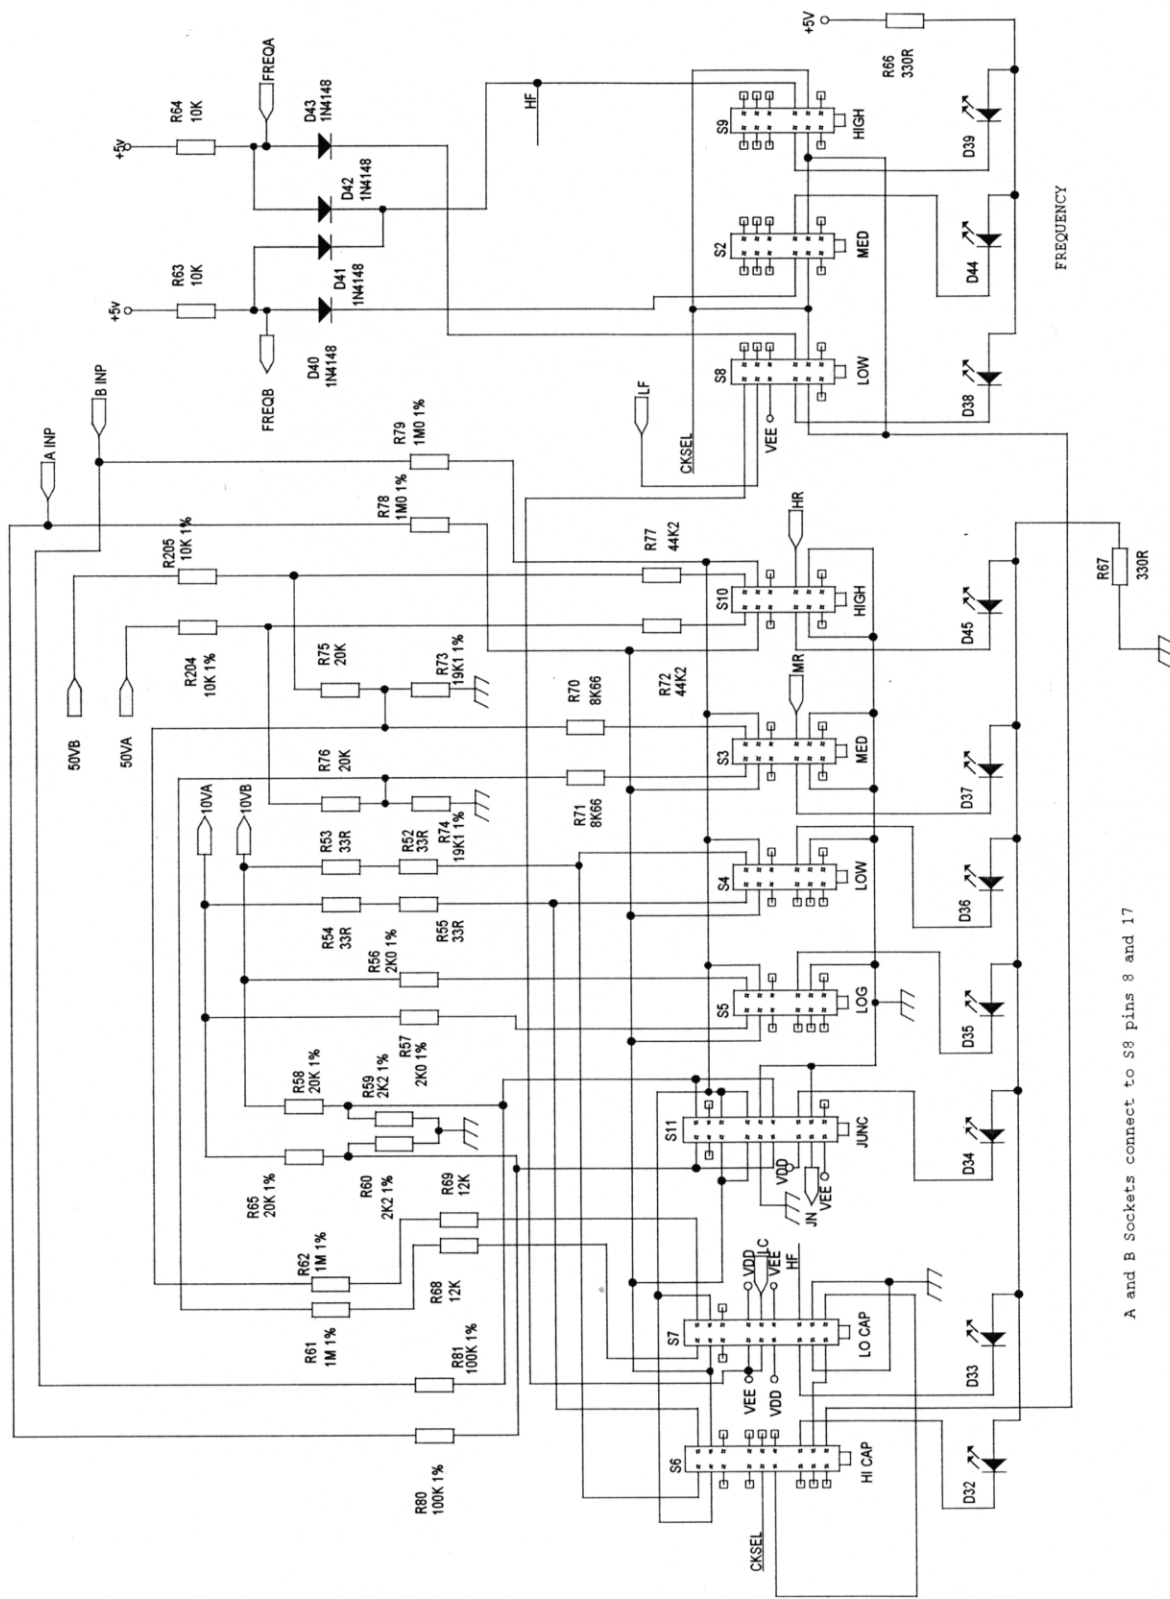 +5V
R66
330R
FREQA
R64
10K
D43
1N4148
+5v
D42
1N4148
HF
S9
HIGH
D39
S2
MED
D44
FREQUENCY
R63
10K
D41
1N4148
+5v
D40
1N4148
FREQB
S8
LOW
D38
LF
VEE
CKSEL
B INP
A INP
R79
1M0 1%
R78
1M0 1%
R205
10K 1%
R204
10K 1%
R77
44K2
R72
44K2
HR
S10
HIGH
D45
R67
330R
50VB
50VA
R75
20K
R73
19K1 1%
R70
8K66
MR
S3
MED
D37
R76
20K
R74
19K1 1%
R71
8K66
10VA
10VB
R53
33R
R52
33R
S4
LOW
D36
R54
33R
R55
33R
R56
2K0 1%
R57
2K0 1%
S5
LOG
D35
R58
20K 1%
R59
2K2 1%
R65
20K 1%
R60
2K2 1%
S11
JUNC
VDD
VEE
JN
D34
R69
12K
R62
1M 1%
R68
12K
R61
1M 1%
R81
100K 1%
R80
100K 1%
VDD
LC
VEE
HF
S7
LO CAP
VEE
VDD
D33
S6
HI CAP
CKSEL
D32
A and B Sockets connect to S8 pins 8 and 17